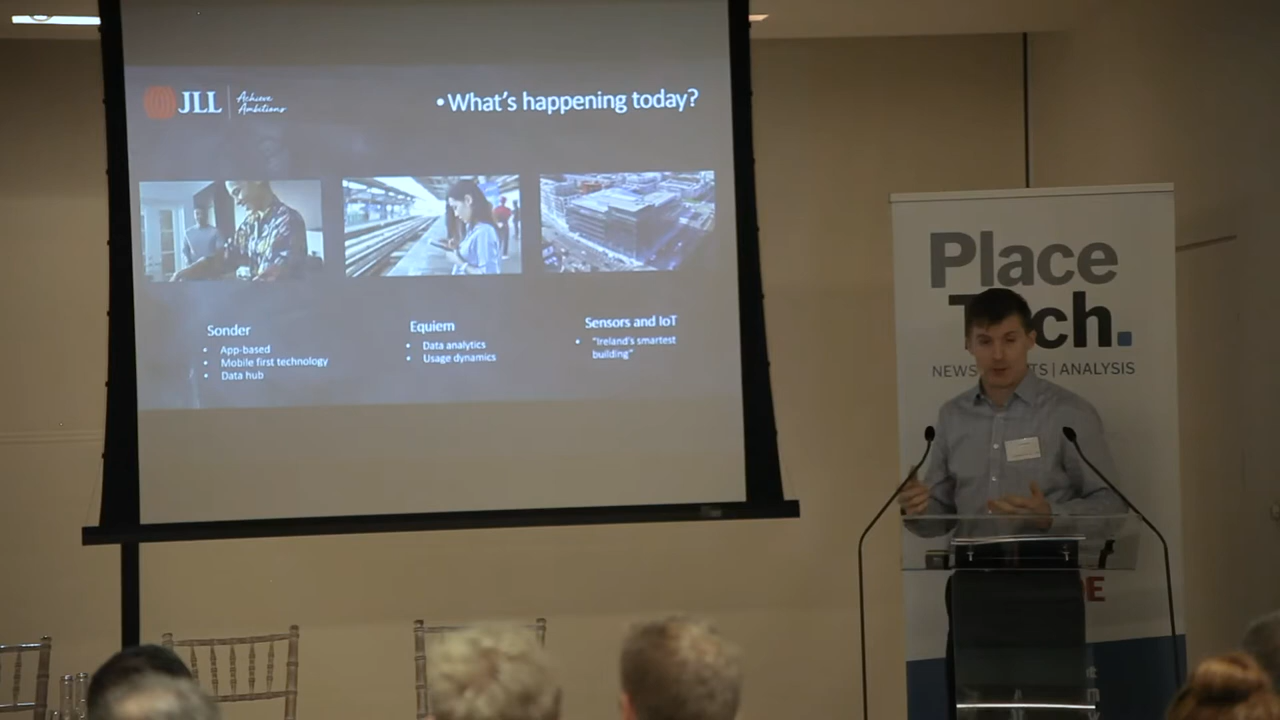 JLL
Achieve
Ambitions
• What's happening today?
Sonder
• App-based
• Mobile first technology
• Data hub
Equiem
• Data analytics
• Usage dynamics
Sensors and IoT
• "Ireland's smartest
building"
Place
Tech.
NEWS | ANALYSIS